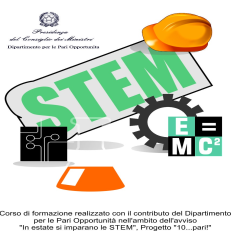 Presidenza
del Consiglio dei Ministri
Dipartimento per le Pari Opportunità
STEM
E=
MC²
Corso di formazione realizzato con il contributo del Dipartimento
per le Pari Opportunità nell'ambito dell'avviso
"In estate si imparano le STEM", Progetto "10...pari!"